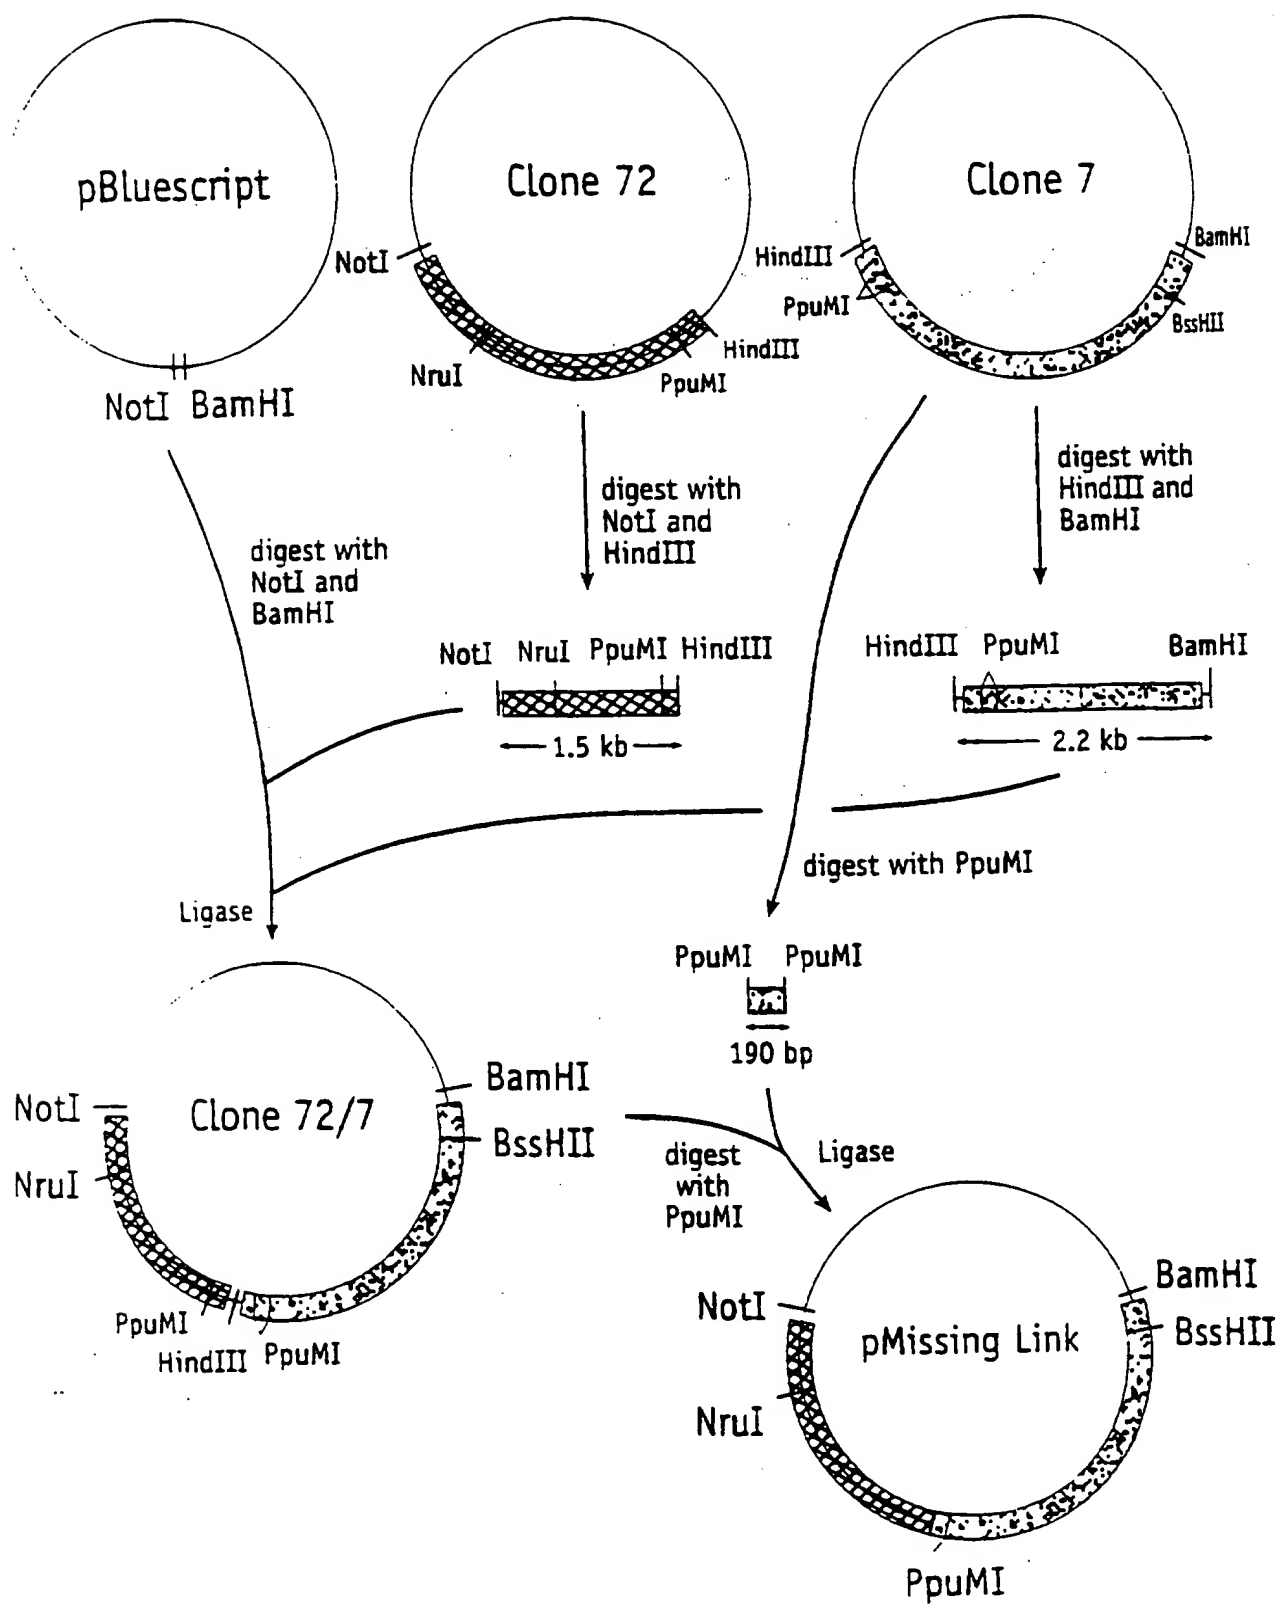 pBluescript
Clone 72
Clone 7
NotI
HindIII
BamHI
PpuMI
BssHII
HindIII
NruI
PpuMI
NotI BamHI
digest with
NotI and
HindIII
digest with
HindIII and
BamHI
digest with
NotI and
BamHI
NotI NruI PpuMI HindIII
HindIII PpuMI BamHI
1.5 kb
2.2 kb
digest with PpuMI
Ligase
PpuMI PpuMI
190 bp
BamHI
NotI
Clone 72/7
BssHII
NruI
PpuMI
HindIII PpuMI
digest
with
PpuMI
Ligase
NotI
BamHI
pMissing Link
BssHII
NruI
PpuMI